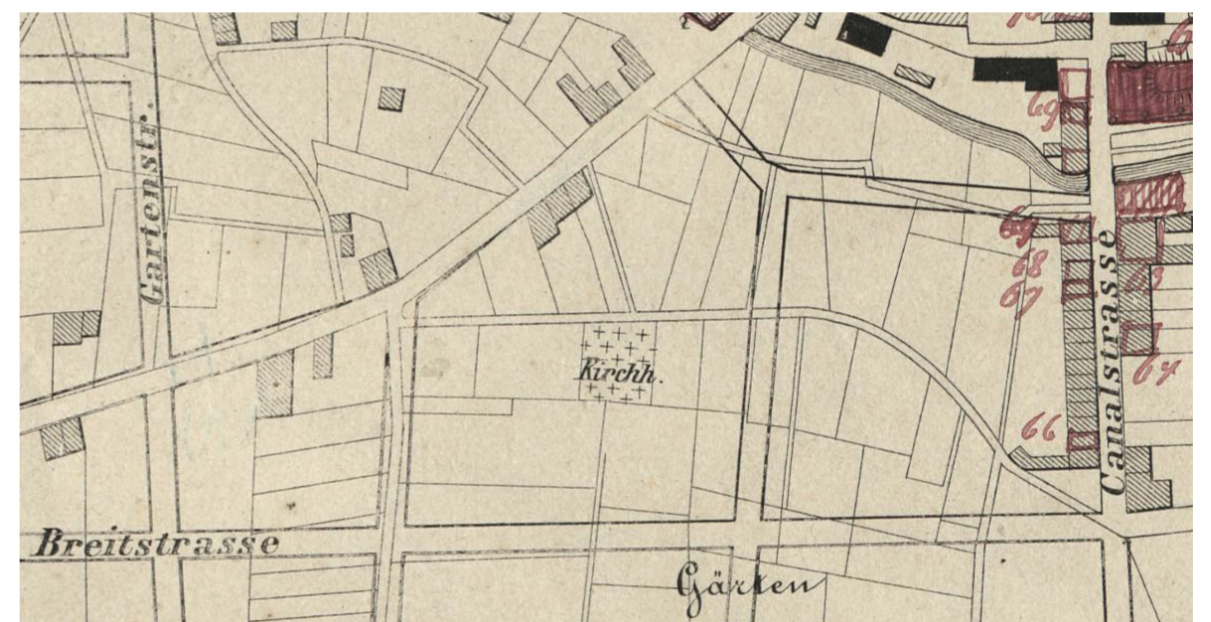 69
Gartenstr.
69
68
67
63
Canalstrasse
64
Kirchh.
66
Breitstrasse
Gärten